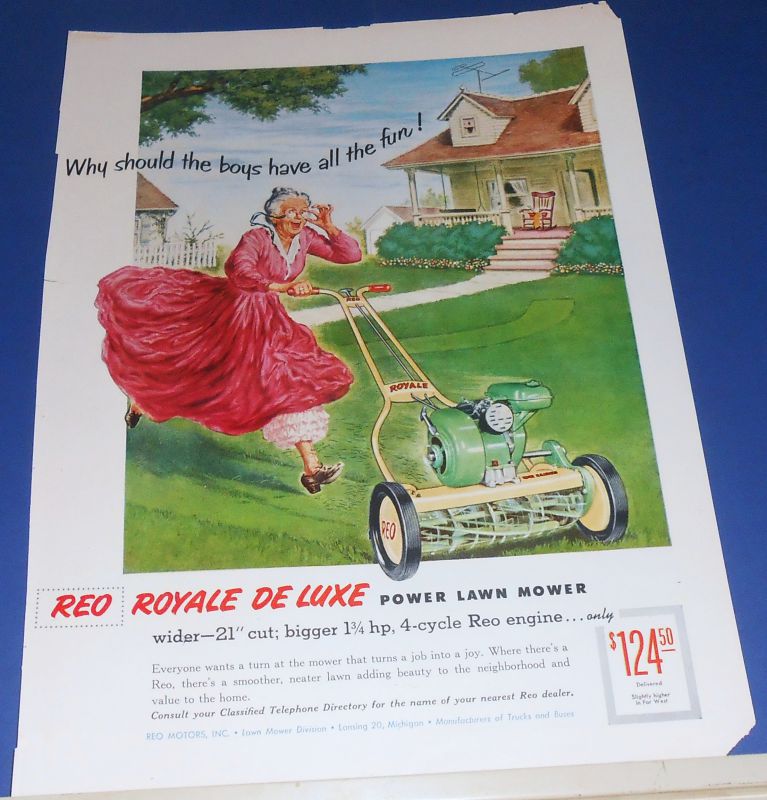 Why should the boys have all the fun!
REO
ROYALE
REO
REO ROYALE DE LUXE POWER LAWN MOWER
wider—21" cut; bigger 1¾ hp, 4-cycle Reo engine...only
$124.50
Delivered
Slightly higher
in Far West
Everyone wants a turn at the mower that turns a job into a joy. Where there's a
Reo, there's a smoother, neater lawn adding beauty to the neighborhood and
value to the home.
Consult your Classified Telephone Directory for the name of your nearest Reo dealer.
REO MOTORS, INC. • Lawn Mower Division • Lansing 20, Michigan • Manufacturers of Trucks and Buses